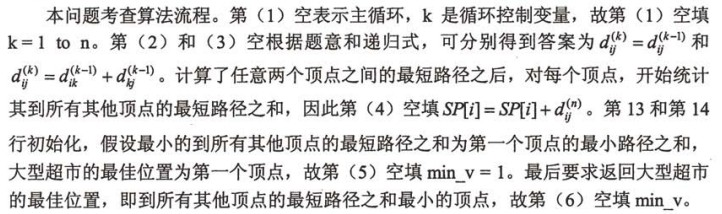 本问题考查算法流程。第（1）空表示主循环，k 是循环控制变量，故第（1）空填
k = 1 to n。第（2）和（3）空根据题意和递归式，可分别得到答案为 $d_{ij}^{(k)} = d_{ij}^{(k-1)}$ 和
$d_{ij}^{(k)} = d_{ik}^{(k-1)} + d_{kj}^{(k-1)}$。计算了任意两个顶点之间的最短路径之后，对每个顶点，开始统计
其到所有其他顶点的最短路径之和，因此第（4）空填 $SP[i] = SP[i] + d_{ij}^{(n)}$。第 13 和第 14
行初始化，假设最小的到所有其他顶点的最短路径之和为第一个顶点的最小路径之和，
大型超市的最佳位置为第一个顶点，故第（5）空填 min_v = 1。最后要求返回大型超市
的最佳位置，即到所有其他顶点的最短路径之和最小的顶点，故第（6）空填 min_v。